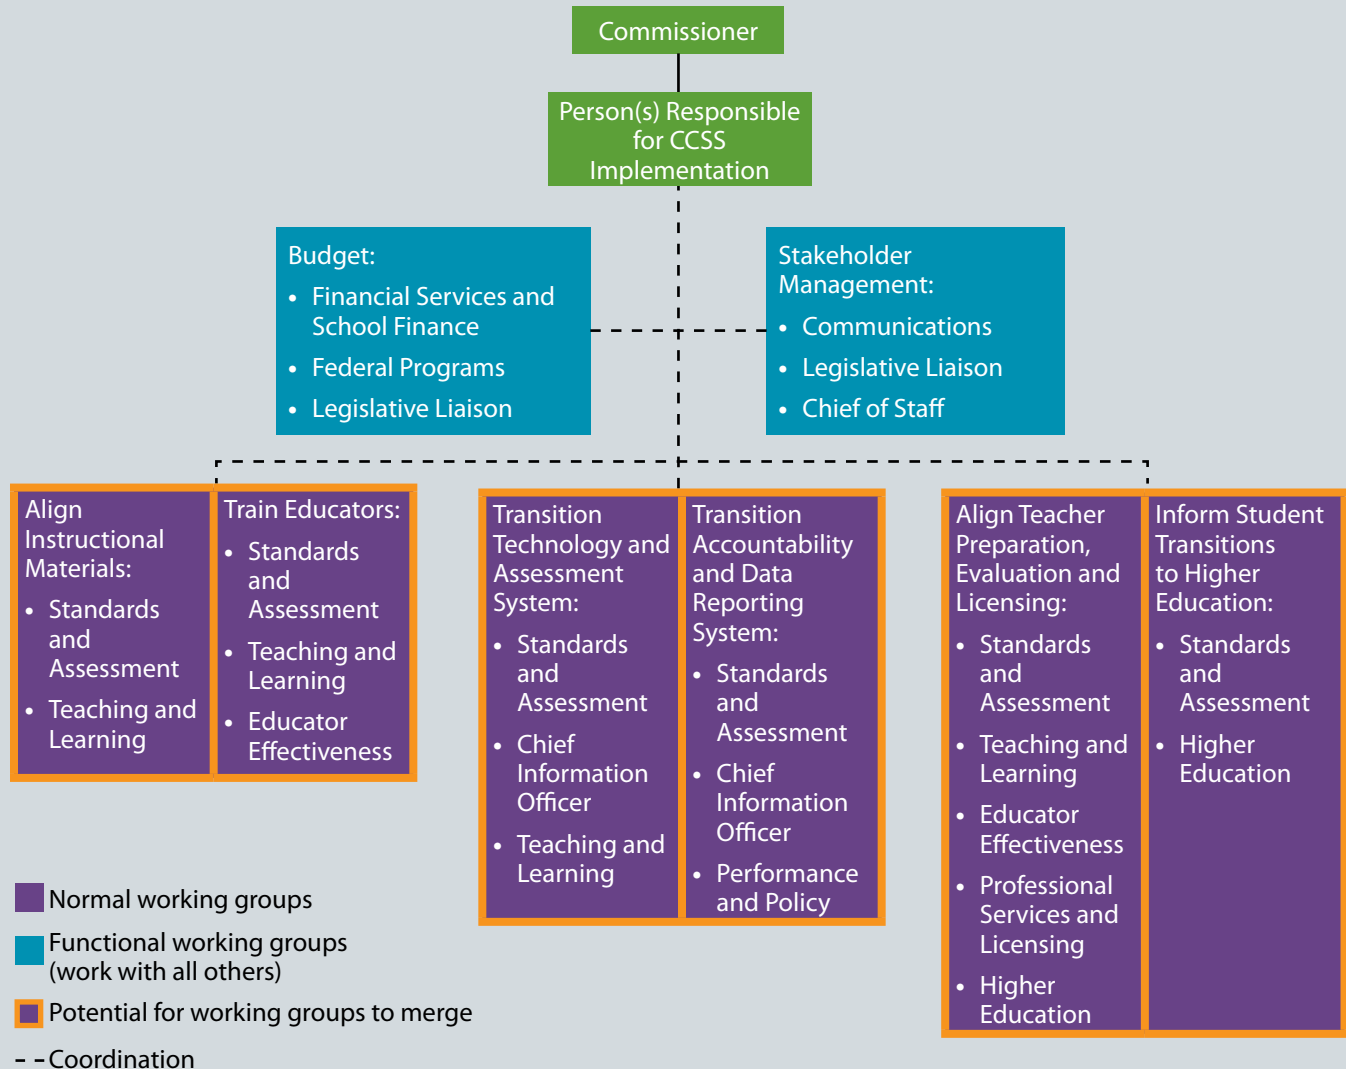 Commissioner
Person(s) Responsible
for CCSS
Implementation
Budget:
• Financial Services and
School Finance
• Federal Programs
• Legislative Liaison
Stakeholder
Management:
• Communications
• Legislative Liaison
• Chief of Staff
Align
Instructional
Materials:
• Standards
and
Assessment
• Teaching and
Learning
Train Educators:
• Standards
and
Assessment
• Teaching and
Learning
• Educator
Effectiveness
Transition
Technology and
Assessment
System:
• Standards
and
Assessment
• Chief
Information
Officer
• Teaching and
Learning
Transition
Accountability
and Data
Reporting
System:
• Standards
and
Assessment
• Chief
Information
Officer
• Performance
and Policy
Align Teacher
Preparation,
Evaluation and
Licensing:
• Standards
and
Assessment
• Teaching and
Learning
• Educator
Effectiveness
• Professional
Services and
Licensing
• Higher
Education
Inform Student
Transitions
to Higher
Education:
• Standards
and
Assessment
• Higher
Education
Normal working groups
Functional working groups
(work with all others)
Potential for working groups to merge
Coordination